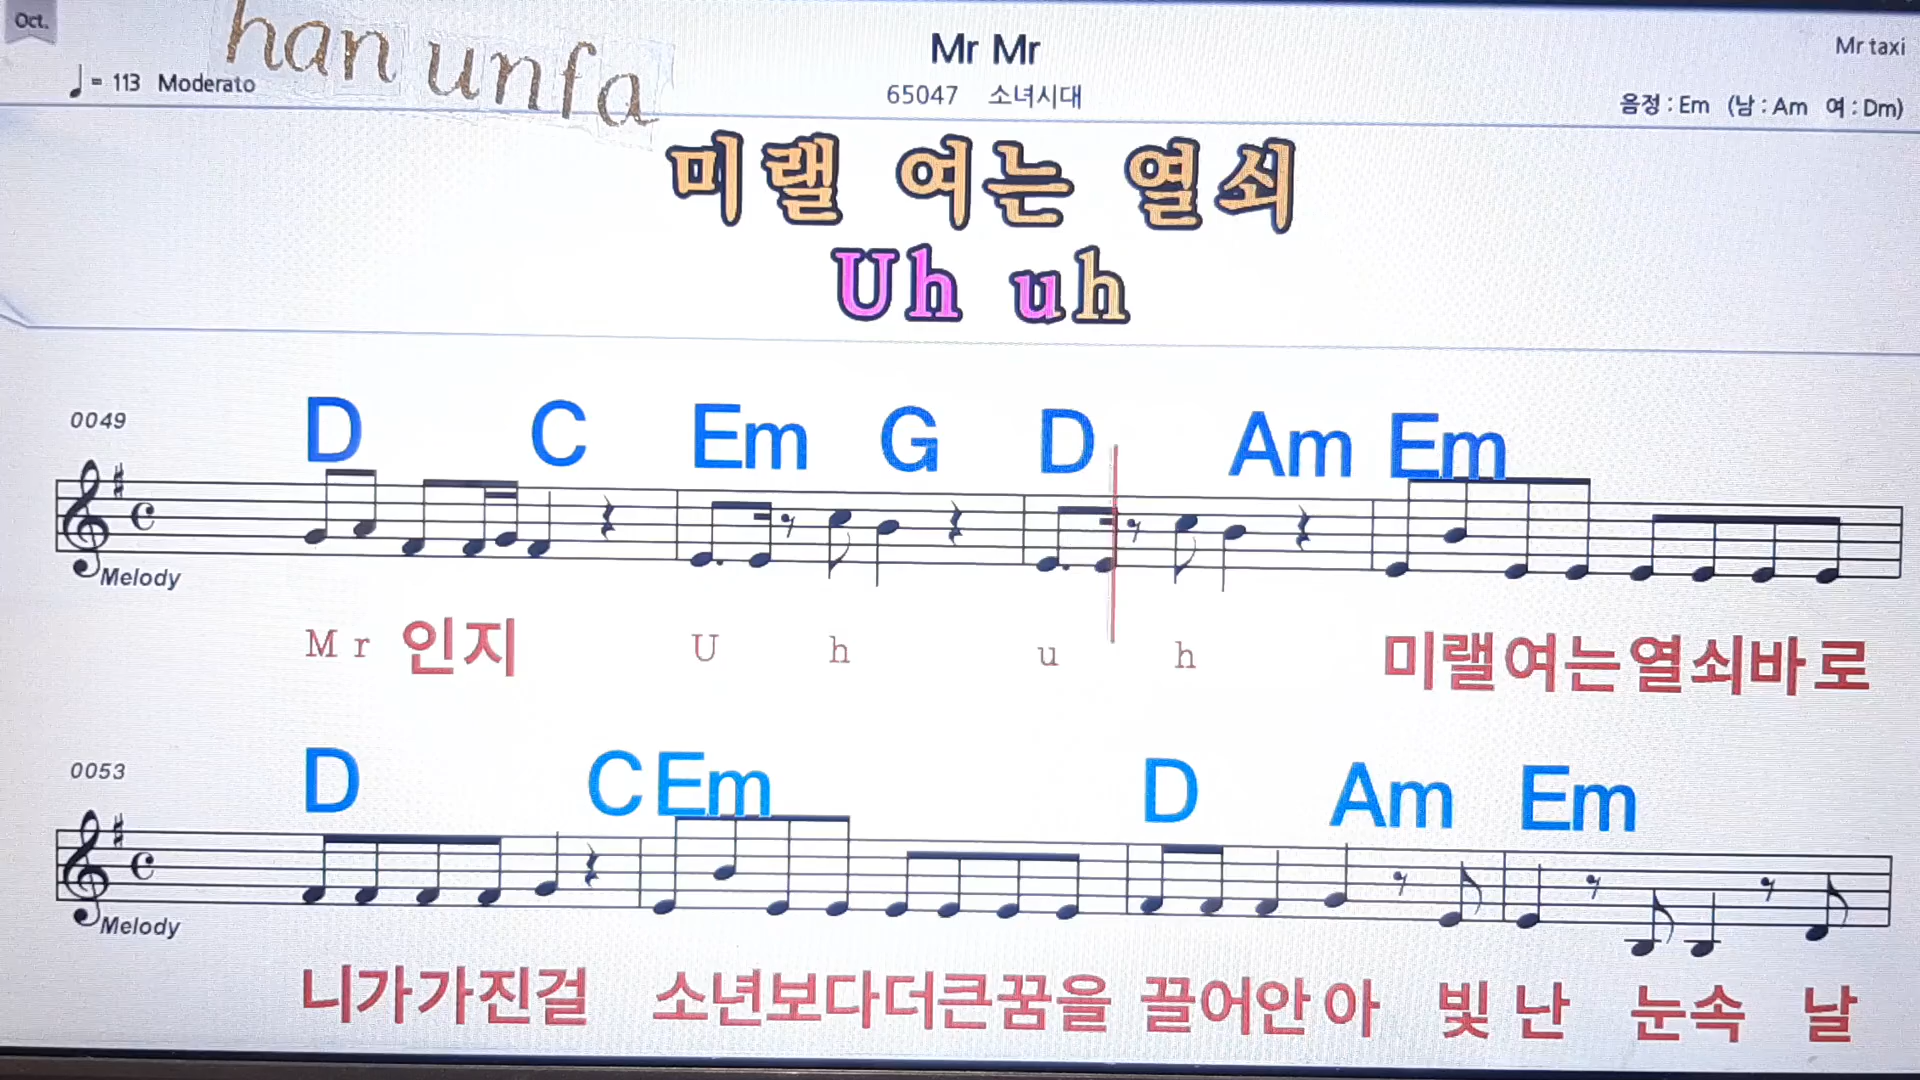 Oct.
han unfa
Mr Mr
Mr taxi
♩= 113 Moderato
65047 소녀시대
음정 : Em (남 : Am 여 : Dm)
미랠 여는 열쇠
Uh uh
0049
D C Em G D Am Em
Melody
Mr 인지 U h u h 미랠여는열쇠바로
0053
D C Em D Am Em
Melody
니가가진걸 소년보다더큰꿈을 끌어안아 빛난 눈속 날